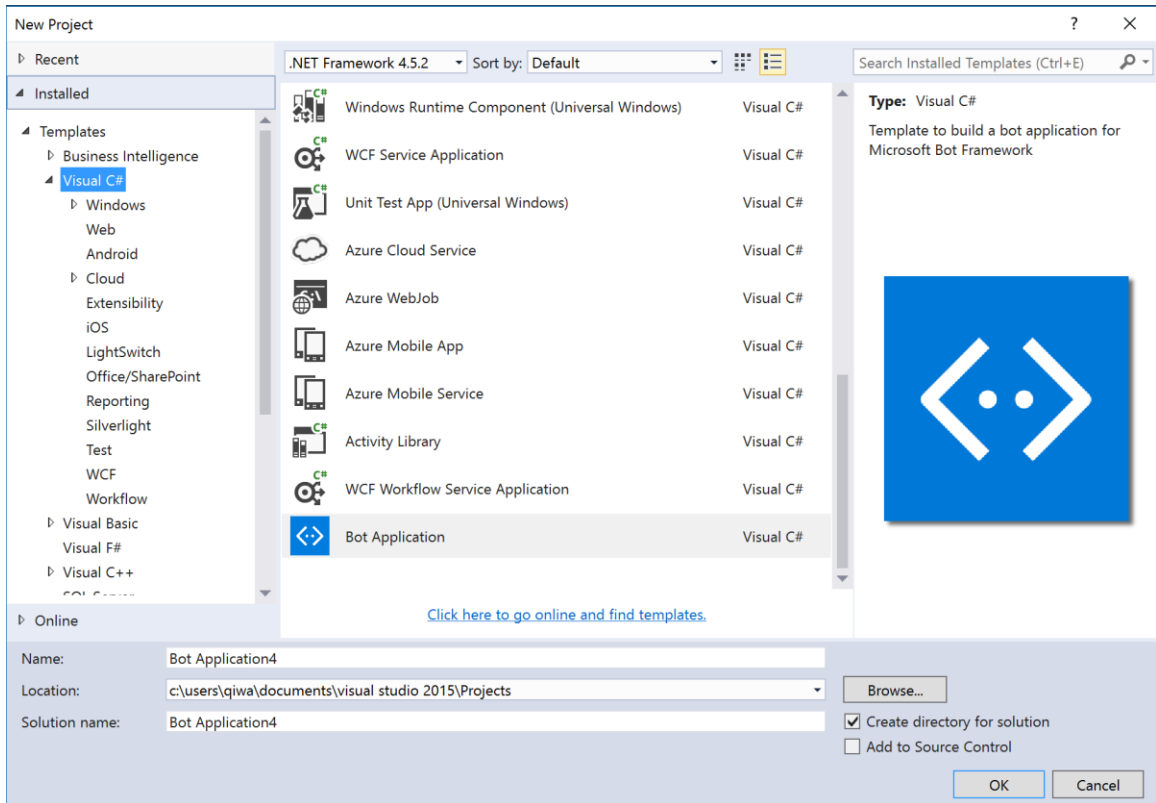 New Project
?
Recent
.NET Framework 4.5.2
Sort by: Default
Search Installed Templates (Ctrl+E)
Installed
Templates
Business Intelligence
Visual C#
Windows
Web
Android
Cloud
Extensibility
iOS
LightSwitch
Office/SharePoint
Reporting
Silverlight
Test
WCF
Workflow
Visual Basic
Visual F#
Visual C++
Online
C# Windows Runtime Component (Universal Windows) Visual C#
C# WCF Service Application Visual C#
C# Unit Test App (Universal Windows) Visual C#
Azure Cloud Service Visual C#
Azure WebJob Visual C#
Azure Mobile App Visual C#
Azure Mobile Service Visual C#
C# Activity Library Visual C#
C# WCF Workflow Service Application Visual C#
Bot Application Visual C#
Click here to go online and find templates.
Type: Visual C#
Template to build a bot application for
Microsoft Bot Framework
Name: Bot Application4
Location: c:\users\qiwa\documents\visual studio 2015\Projects
Browse...
Solution name: Bot Application4
Create directory for solution
Add to Source Control
OK
Cancel